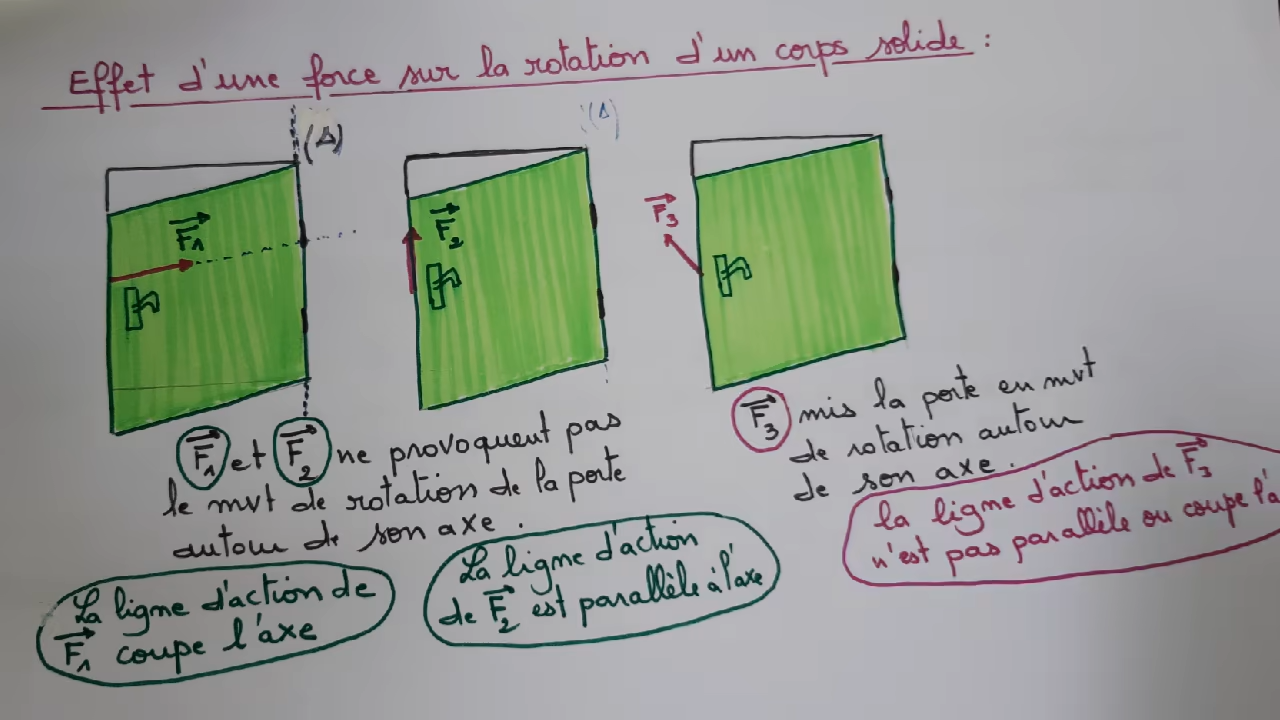 Effet d'une force sur la rotation d'un corps solide :
(Δ)
(Δ)
F₁
F₂
F₃
F₁ et F₂ ne provoquent pas
le mvt de rotation de la porte
autour de son axe .
F₃ mis la porte en mvt
de rotation autour
de son axe .
La ligne d'action de
F₁ coupe l'axe
La ligne d'action
de F₂ est parallèle à l'axe
la ligne d'action de F₃
n'est pas parallèle ou coupe l'a